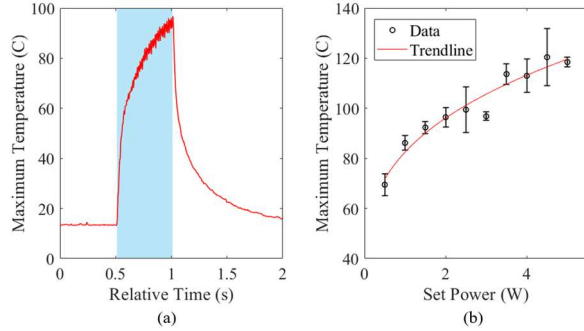 Maximum Temperature (C)
100
80
60
40
20
0
0
0.5
1
1.5
2
Relative Time (s)
(a)
Maximum Temperature (C)
140
120
100
80
60
40
0
2
4
Set Power (W)
Data
Trendline
(b)